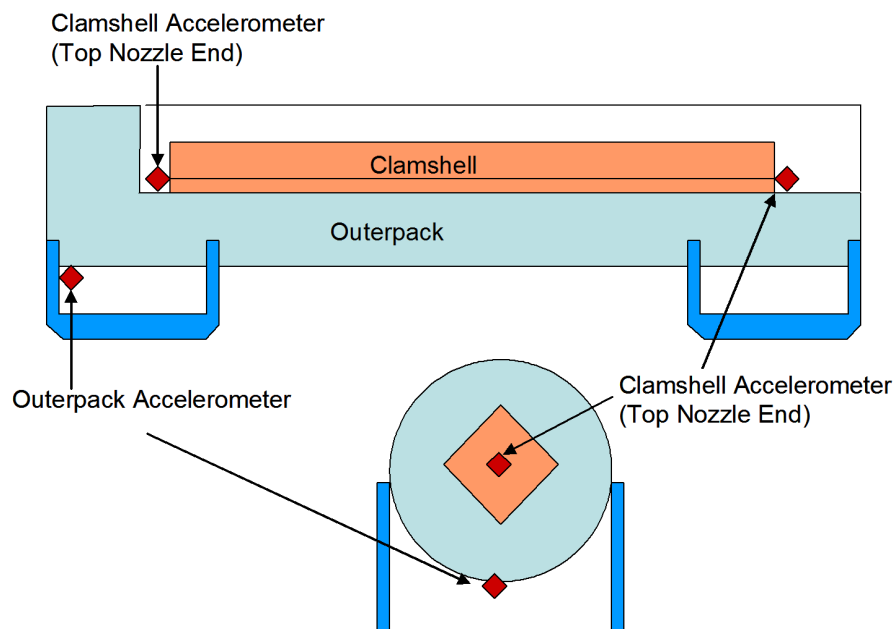 Clamshell Accelerometer
(Top Nozzle End)
Clamshell
Outerpack
Outerpack Accelerometer
Clamshell Accelerometer
(Top Nozzle End)